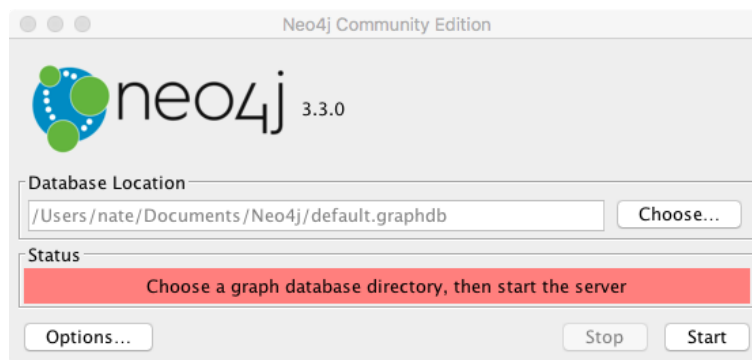 Neo4j Community Edition
neo4j 3.3.0
Database Location
/Users/nate/Documents/Neo4j/default.graphdb Choose...
Status
Choose a graph database directory, then start the server
Options... Stop Start